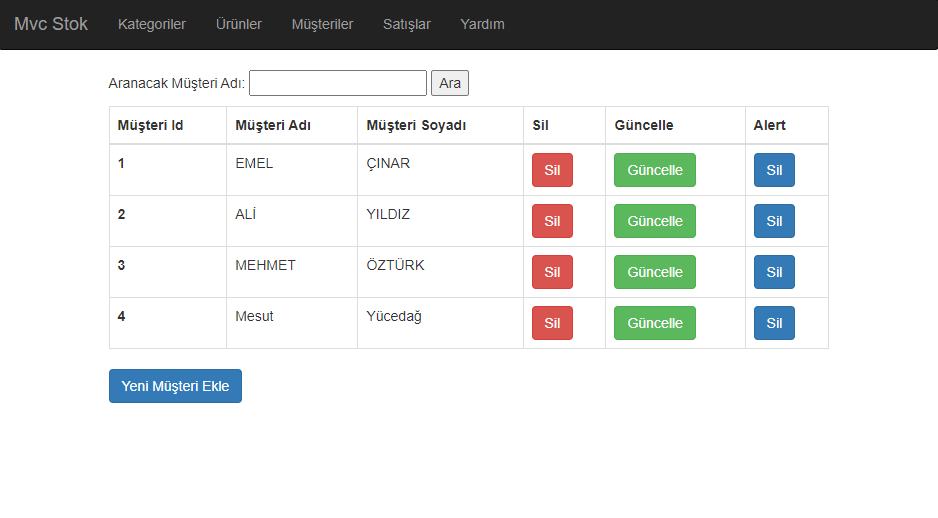 Mvc Stok Kategoriler Ürünler Müşteriler Satışlar Yardım
Aranacak Müşteri Adı: Ara
Müşteri Id Müşteri Adı Müşteri Soyadı Sil Güncelle Alert
1 EMEL ÇINAR Sil Güncelle Sil
2 ALİ YILDIZ Sil Güncelle Sil
3 MEHMET ÖZTÜRK Sil Güncelle Sil
4 Mesut Yücedağ Sil Güncelle Sil
Yeni Müşteri Ekle